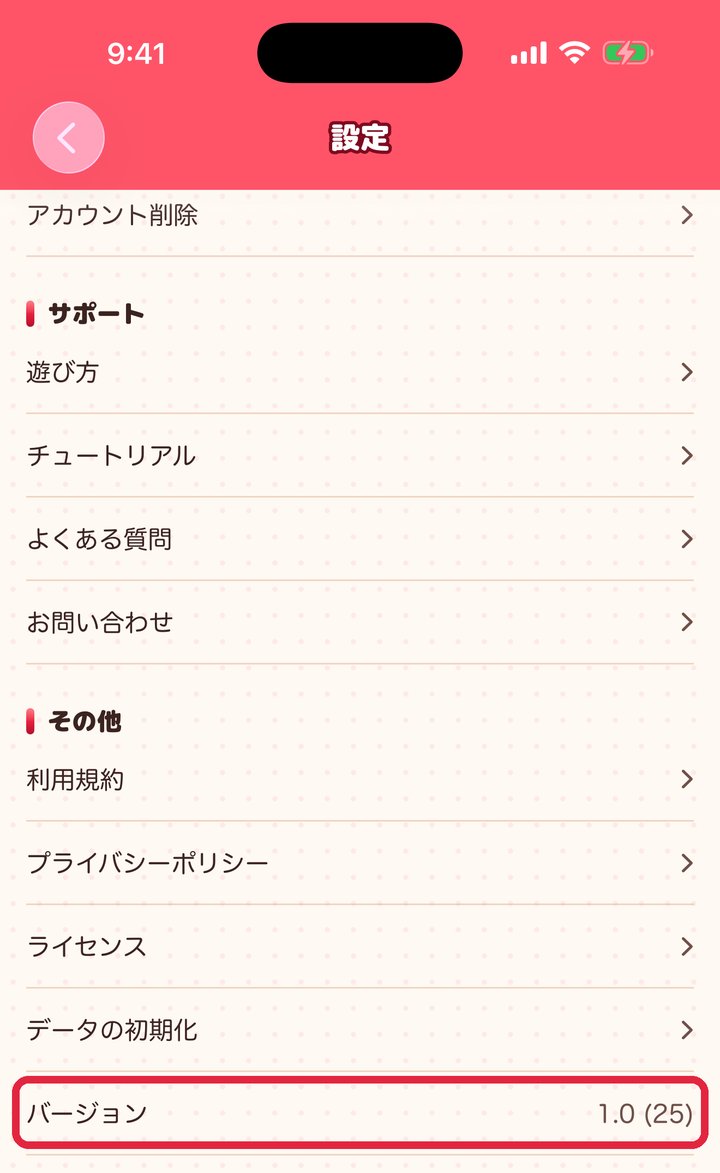 9:41
設定
アカウント削除
サポート
遊び方
チュートリアル
よくある質問
お問い合わせ
その他
利用規約
プライバシーポリシー
ライセンス
データの初期化
バージョン 1.0 (25)